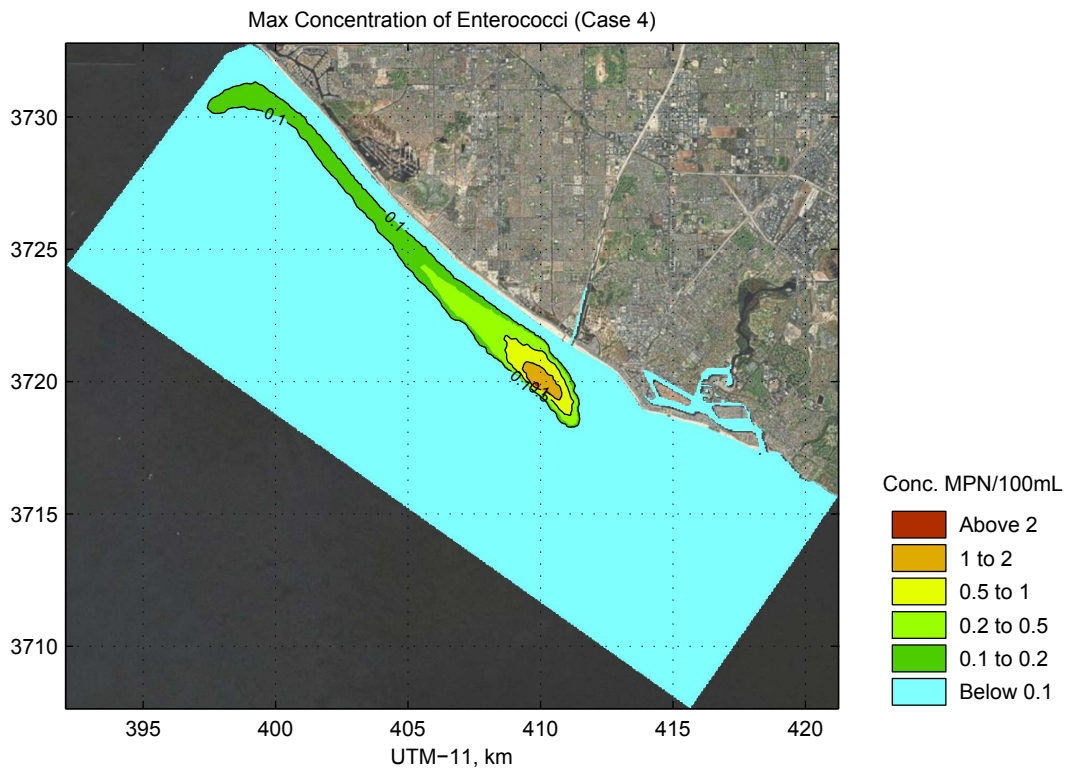 Max Concentration of Enterococci (Case 4)
3730
3725
3720
3715
3710
0.1
0.1
395
400
405
410
415
420
UTM−11, km
Conc. MPN/100mL
Above 2
1 to 2
0.5 to 1
0.2 to 0.5
0.1 to 0.2
Below 0.1